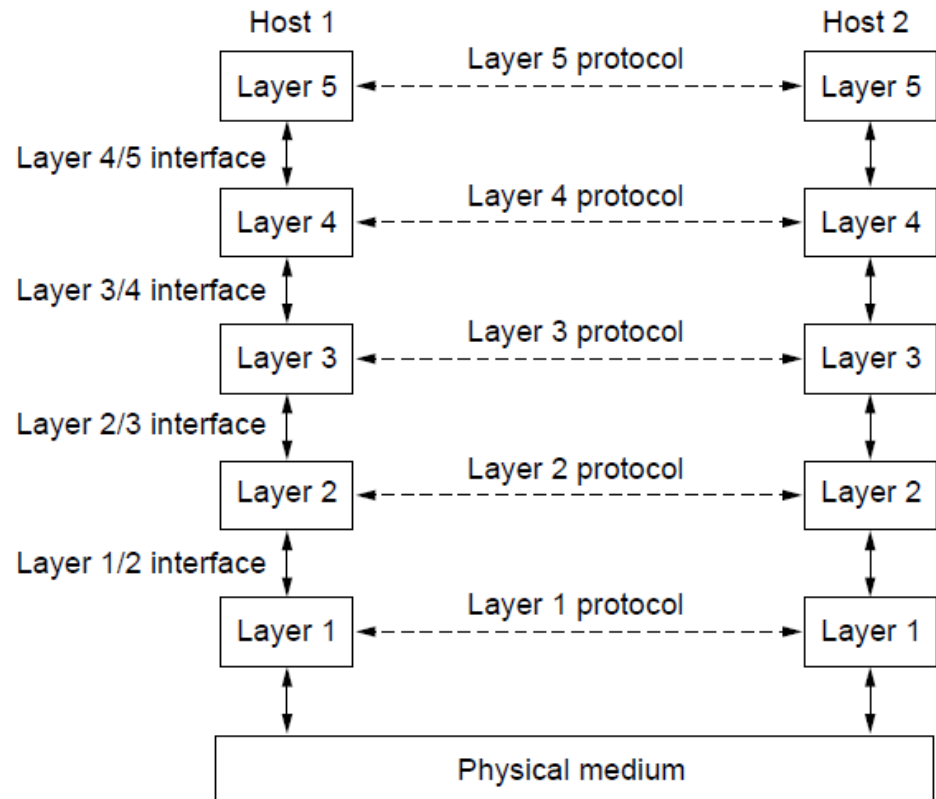 Host 1
Host 2
Layer 5 protocol
Layer 5
Layer 5
Layer 4/5 interface
Layer 4 protocol
Layer 4
Layer 4
Layer 3/4 interface
Layer 3 protocol
Layer 3
Layer 3
Layer 2/3 interface
Layer 2 protocol
Layer 2
Layer 2
Layer 1/2 interface
Layer 1 protocol
Layer 1
Layer 1
Physical medium